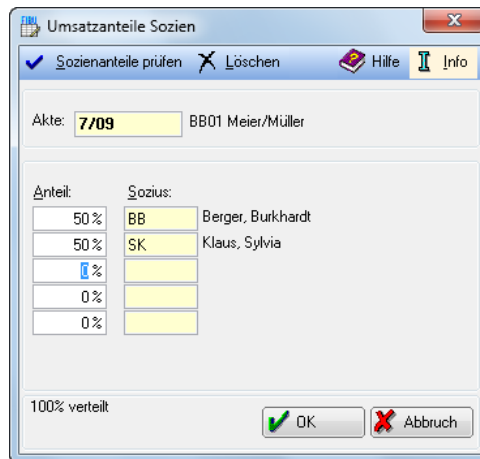 Umsatzanteile Sozien
Sozienanteile prüfen Löschen Hilfe Info
Akte: 7/09 BB01 Meier/Müller
Anteil: Sozius:
50% BB Berger, Burkhardt
50% SK Klaus, Sylvia
0%
0%
0%
100% verteilt
OK Abbruch